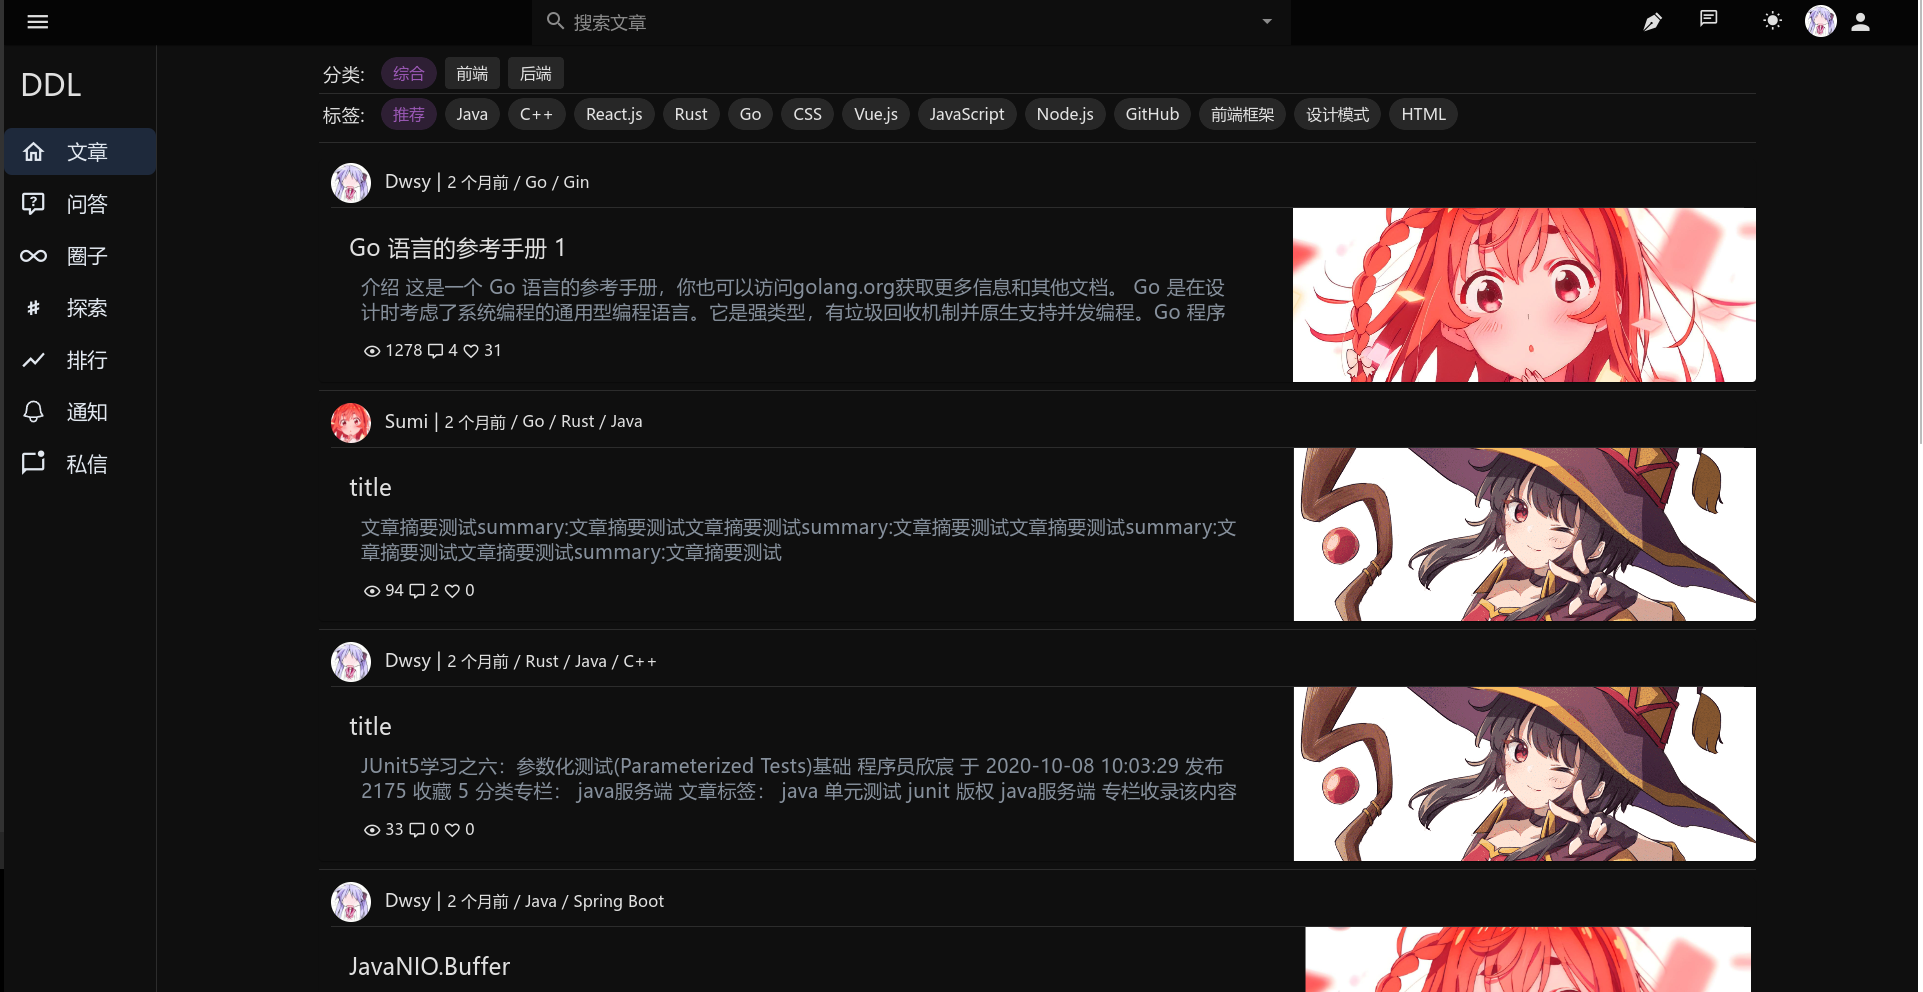 搜索文章
DDL
文章
问答
圈子
探索
排行
通知
私信
分类: 综合 前端 后端
标签: 推荐 Java C++ React.js Rust Go CSS Vue.js JavaScript Node.js GitHub 前端框架 设计模式 HTML
Dwsy | 2 个月前 / Go / Gin
Go 语言的参考手册 1
介绍 这是一个 Go 语言的参考手册，你也可以访问golang.org获取更多信息和其他文档。 Go 是在设
计时考虑了系统编程的通用型编程语言。它是强类型，有垃圾回收机制并原生支持并发编程。Go 程序
1278 4 31
Sumi | 2 个月前 / Go / Rust / Java
title
文章摘要测试summary:文章摘要测试文章摘要测试summary:文章摘要测试文章摘要测试summary:文
章摘要测试文章摘要测试summary:文章摘要测试
94 2 0
Dwsy | 2 个月前 / Rust / Java / C++
title
JUnit5学习之六：参数化测试(Parameterized Tests)基础 程序员欣宸 于 2020-10-08 10:03:29 发布
2175 收藏 5 分类专栏： java服务端 文章标签： java 单元测试 junit 版权 java服务端 专栏收录该内容
33 0 0
Dwsy | 2 个月前 / Java / Spring Boot
JavaNIO.Buffer